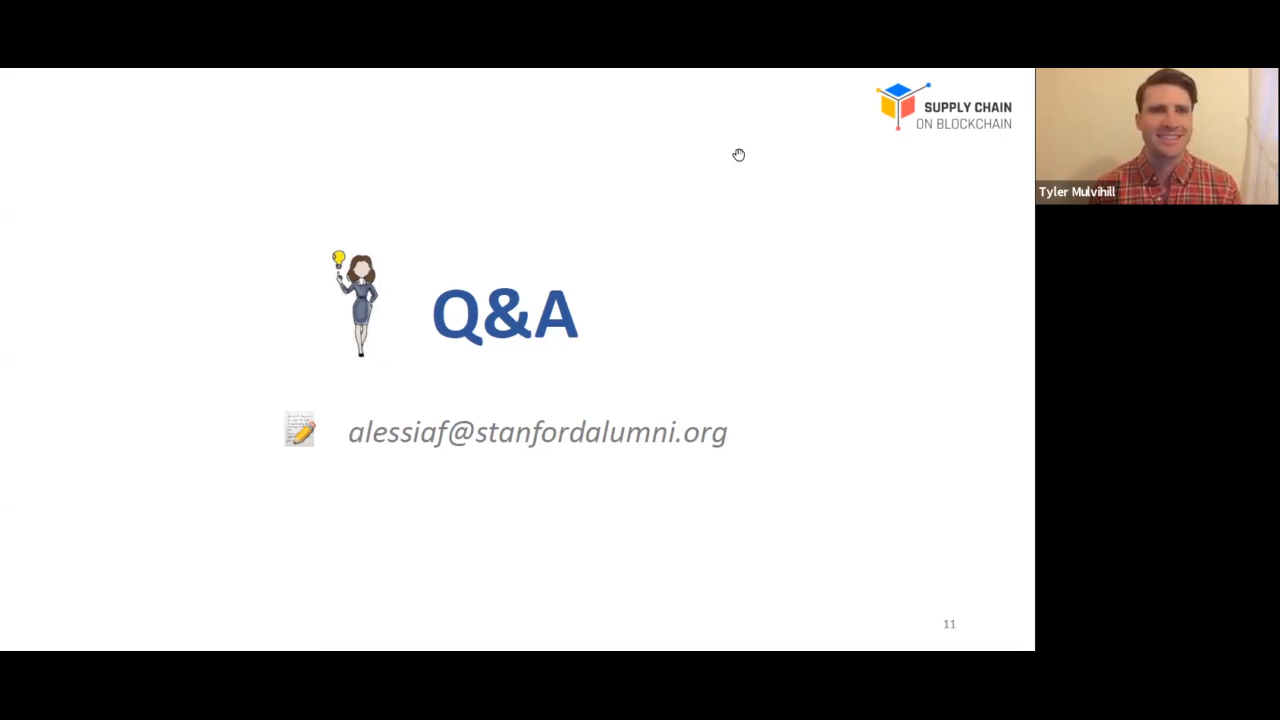 SUPPLY CHAIN
ON BLOCKCHAIN
Tyler Mulvihill
Q&A
alessiaf@stanfordalumni.org
11